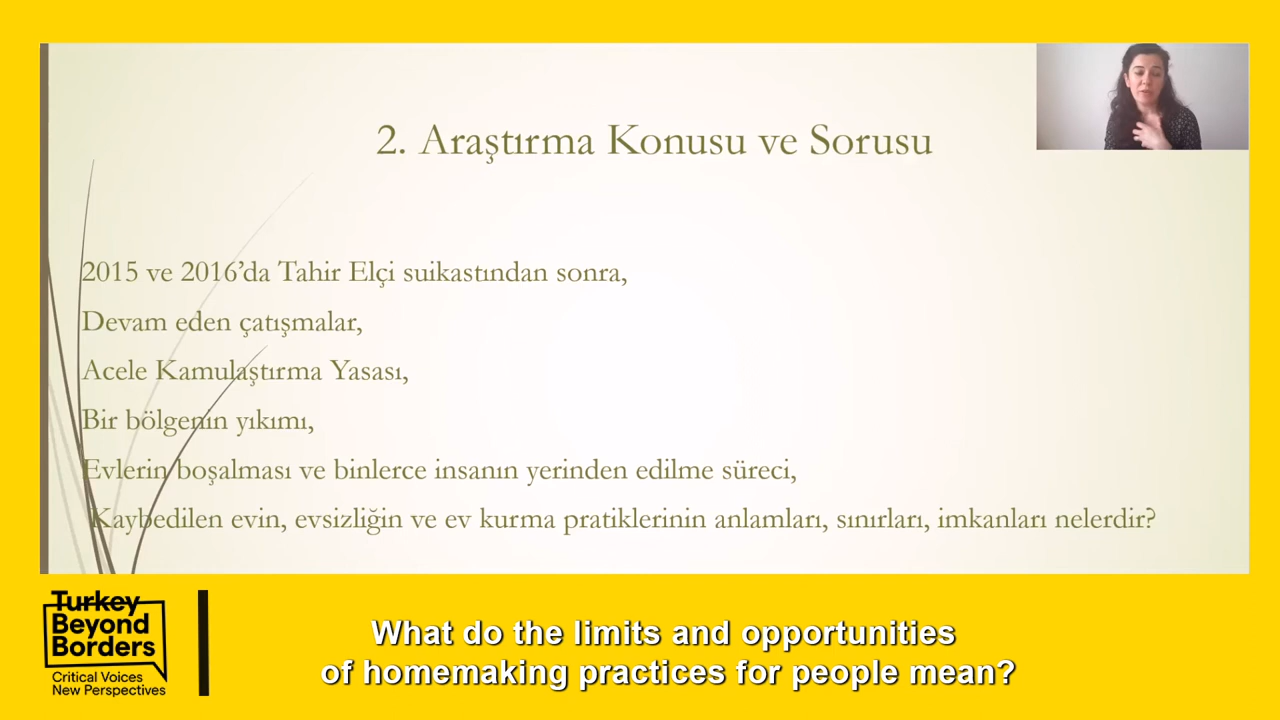 2. Araştırma Konusu ve Sorusu
2015 ve 2016’da Tahir Elçi suikastından sonra,
Devam eden çatışmalar,
Acele Kamulaştırma Yasası,
Bir bölgenin yıkımı,
Evlerin boşalması ve binlerce insanın yerinden edilme süreci,
Kaybedilen evin, evsizliğin ve ev kurma pratiklerinin anlamları, sınırları, imkanları nelerdir?
Turkey
Beyond
Borders
Critical Voices
New Perspectives
What do the limits and opportunities
of homemaking practices for people mean?